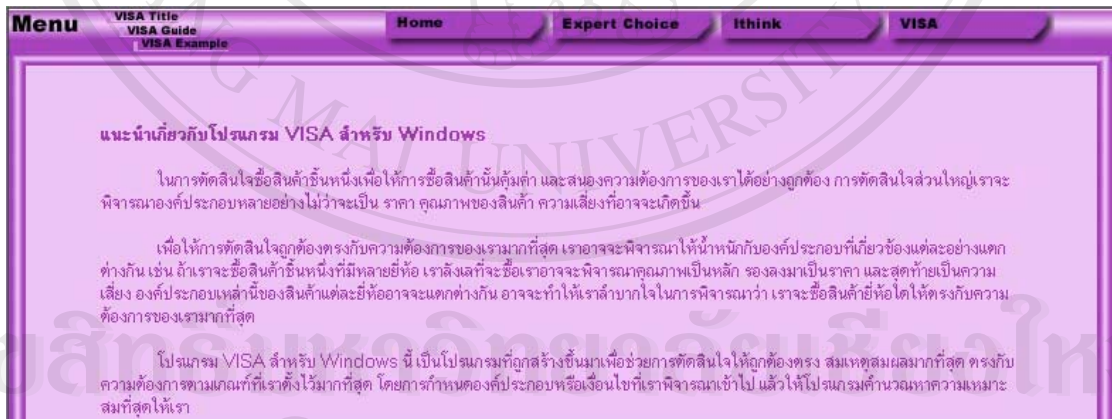 Menu
VISA Title
VISA Guide
VISA Example
Home
Expert Choice
Ithink
VISA
แนะนำเกี่ยวกับโปรแกรม VISA สำหรับ Windows
ในการตัดสินใจซื้อสินค้าชิ้นหนึ่งเพื่อให้การซื้อสินค้านั้นคุ้มค่า และสนองความต้องการของเราได้อย่างถูกต้อง การตัดสินใจส่วนใหญ่เราจะ
พิจารณาองค์ประกอบหลายอย่างไม่ว่าจะเป็น ราคา คุณภาพของสินค้า ความเสี่ยงที่อาจจะเกิดขึ้น
เพื่อให้การตัดสินใจถูกต้องตรงกับความต้องการของเรามากที่สุด เราอาจจะพิจารณาให้น้ำหนักกับองค์ประกอบที่เกี่ยวข้องแต่ละอย่างแตก
ต่างกัน เช่น ถ้าเราจะซื้อสินค้าชิ้นหนึ่งที่มีหลายยี่ห้อ เราลังเลที่จะซื้อเราอาจจะพิจารณาคุณภาพเป็นหลัก รองลงมาเป็นราคา และสุดท้ายเป็นความ
เสี่ยง องค์ประกอบเหล่านี้ของสินค้าแต่ละยี่ห้ออาจจะแตกต่างกัน อาจจะทำให้เราลำบากใจในการพิจารณาว่า เราจะซื้อสินค้ายี่ห้อใดให้ตรงกับความ
ต้องการของเรามากที่สุด
โปรแกรม VISA สำหรับ Windows นี้ เป็นโปรแกรมที่ถูกสร้างขึ้นมาเพื่อช่วยการตัดสินใจให้ถูกต้องตรง สมเหตุสมผลมากที่สุด ตรงกับ
ความต้องการตามเกณฑ์ที่เราตั้งไว้มากที่สุด โดยการกำหนดองค์ประกอบหรือเงื่อนไขที่เราพิจารณาเข้าไป แล้วให้โปรแกรมคำนวณหาความเหมาะ
สมที่สุดให้เรา